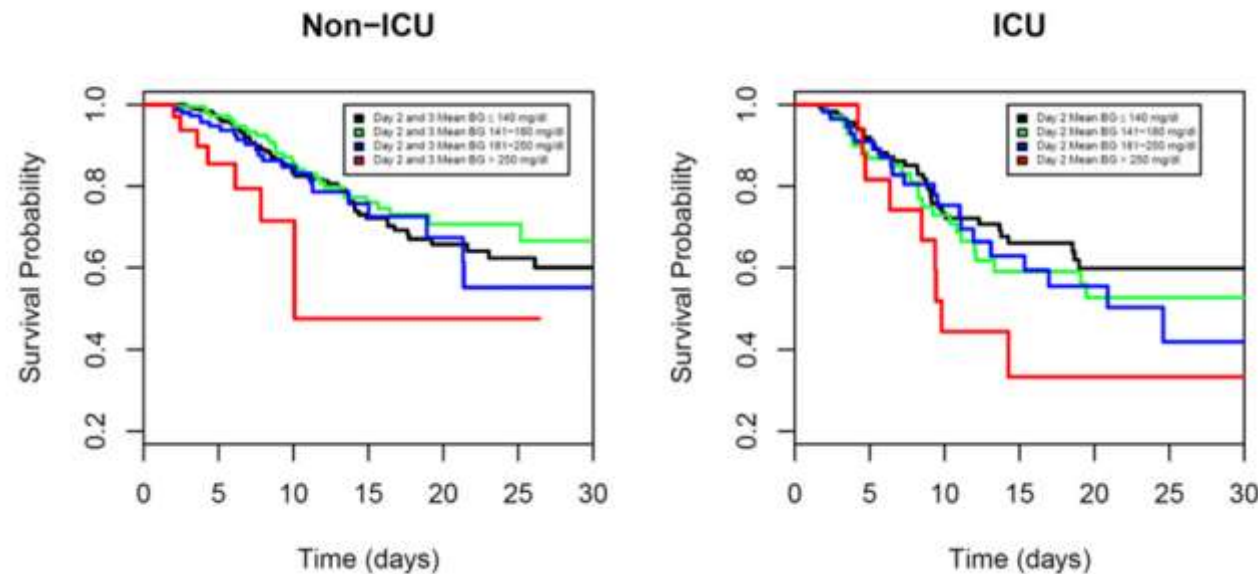 Non−ICU
Day 2 and 3 Mean BG ≤ 140 mg/dl
Day 2 and 3 Mean BG 141−180 mg/dl
Day 2 and 3 Mean BG 181−250 mg/dl
Day 2 and 3 Mean BG > 250 mg/dl
Survival Probability
1.0
0.8
0.6
0.4
0.2
0 5 10 15 20 25 30
Time (days)
ICU
Day 2 Mean BG ≤ 140 mg/dl
Day 2 Mean BG 141−180 mg/dl
Day 2 Mean BG 181−250 mg/dl
Day 2 Mean BG > 250 mg/dl
Survival Probability
1.0
0.8
0.6
0.4
0.2
0 5 10 15 20 25 30
Time (days)